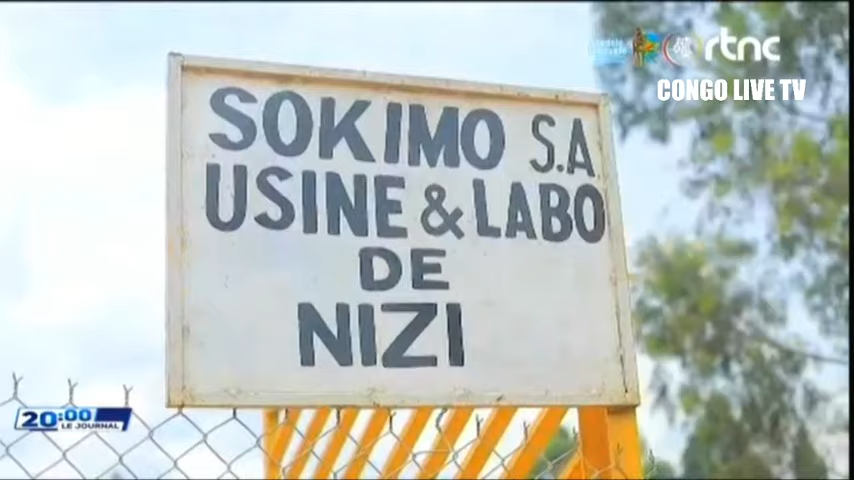 rtnc
CONGO LIVE TV
SOKIMO S.A
USINE & LABO
DE
NIZI
20:00
LE JOURNAL